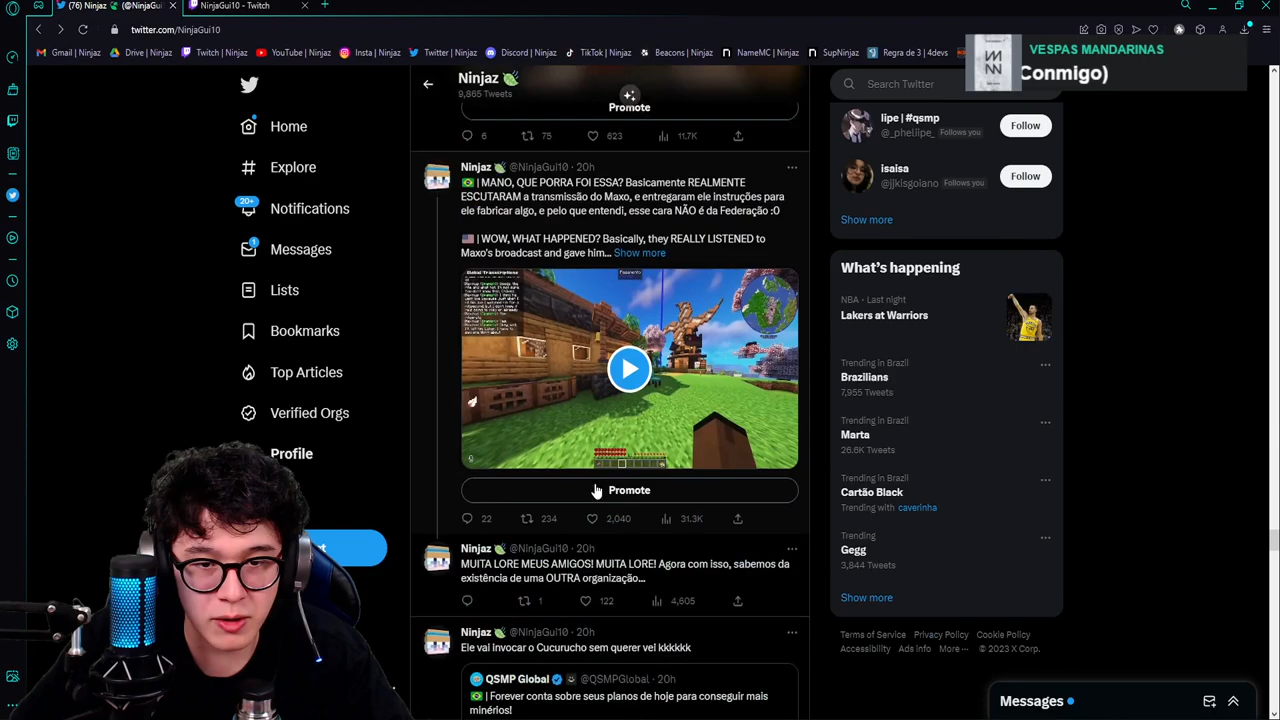 (76) Ninjaz
(@NinjaGui1
NinjaGui10 - Twitch
twitter.com/NinjaGui10
Gmail | Ninjaz
Drive | Ninjaz
Twitch | Ninjaz
YouTube | Ninjaz
Insta | Ninjaz
Twitter | Ninjaz
Discord | Ninjaz
TikTok | Ninjaz
Beacons | Ninjaz
NameMC | Ninjaz
SupNinjaz
Regra de 3 | 4devs
VESPAS MANDARINAS
Conmigo)
Home
Explore
20+
Notifications
1
Messages
Lists
Bookmarks
Top Articles
Verified Orgs
Profile
Ninjaz
9,865 Tweets
Promote
6 75 623 11.7K
Ninjaz @NinjaGui10 · 20h
| MANO, QUE PORRA FOI ESSA? Basicamente REALMENTE
ESCUTARAM a transmissão do Maxo, e entregaram ele instruções para
ele fabricar algo, e pelo que entendi, esse cara NÃO é da Federação :0
| WOW, WHAT HAPPENED? Basically, they REALLY LISTENED to
Maxo's broadcast and gave him... Show more
Global Transcriptions
Promote
22 234 2,040 31.3K
Ninjaz @NinjaGui10 · 20h
MUITA LORE MEUS AMIGOS! MUITA LORE! Agora com isso, sabemos da
existência de uma OUTRA organização...
1 122 4,605
Ninjaz @NinjaGui10 · 20h
Ele vai invocar o Cucurucho sem querer vei kkkkkk
QSMP Global @QSMPGlobal · 20h
| Forever conta sobre seus planos de hoje para conseguir mais
minérios!
Search Twitter
lipe | #qsmp
@_pheliipe_ Follows you
Follow
isaisa
@jjkisgoiano Follows you
Follow
Show more
What's happening
NBA · Last night
Lakers at Warriors
Trending in Brazil
Brazilians
7,955 Tweets
Trending in Brazil
Marta
26.6K Tweets
Trending in Brazil
Cartão Black
Trending with caverinha
Trending
Gegg
3,844 Tweets
Show more
Terms of Service Privacy Policy Cookie Policy
Accessibility Ads info More ··· © 2023 X Corp.
Messages